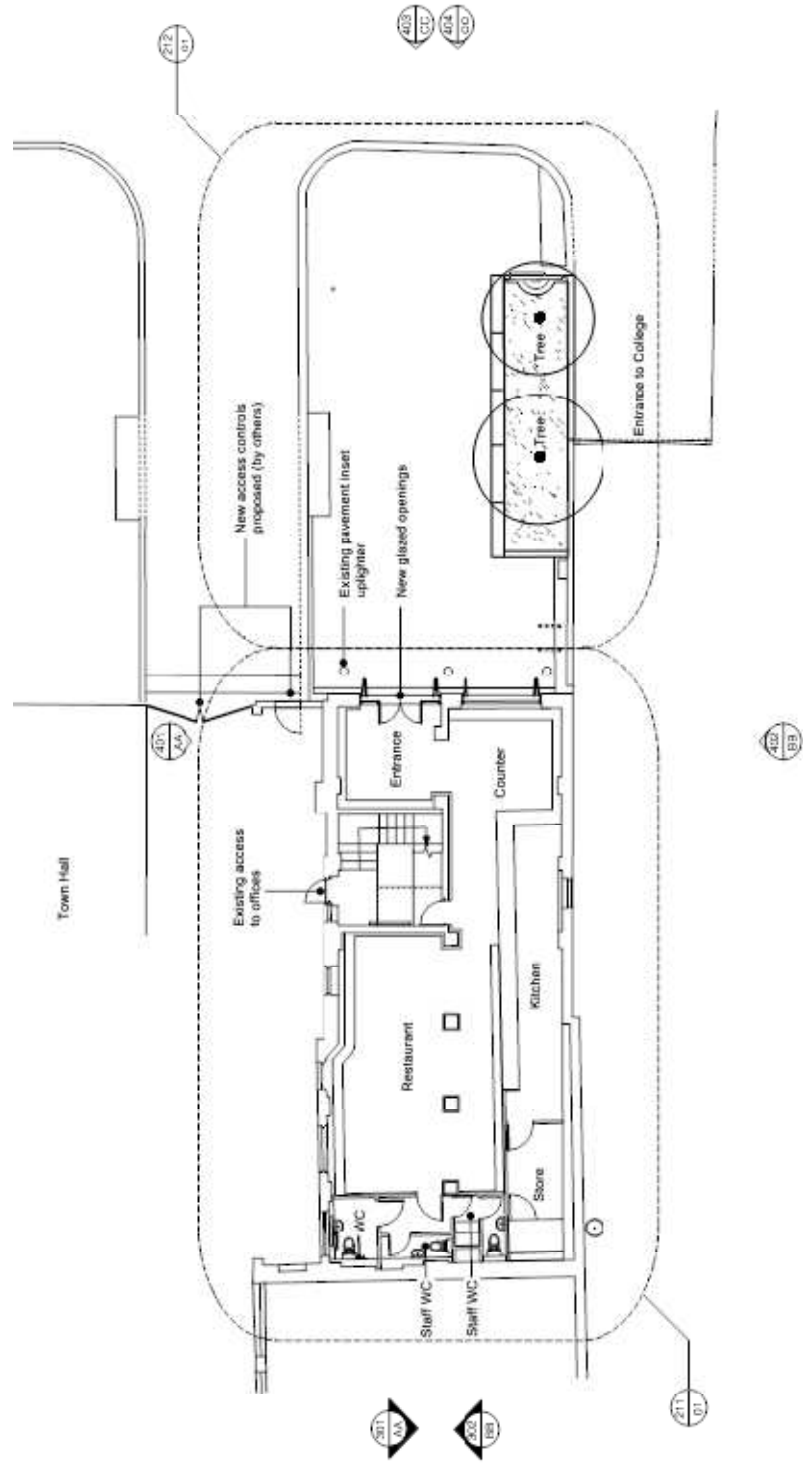 212
01
403
CC
404
DD
New access controls
proposed (by others)
Existing pavement inset
uplighter
New glazed openings
Tree
Tree
Entrance to College
401
AA
402
BB
Town Hall
Existing access
to offices
Entrance
Counter
Restaurant
Kitchen
Store
WC
Staff WC
Staff WC
301
AA
302
BB
211
01